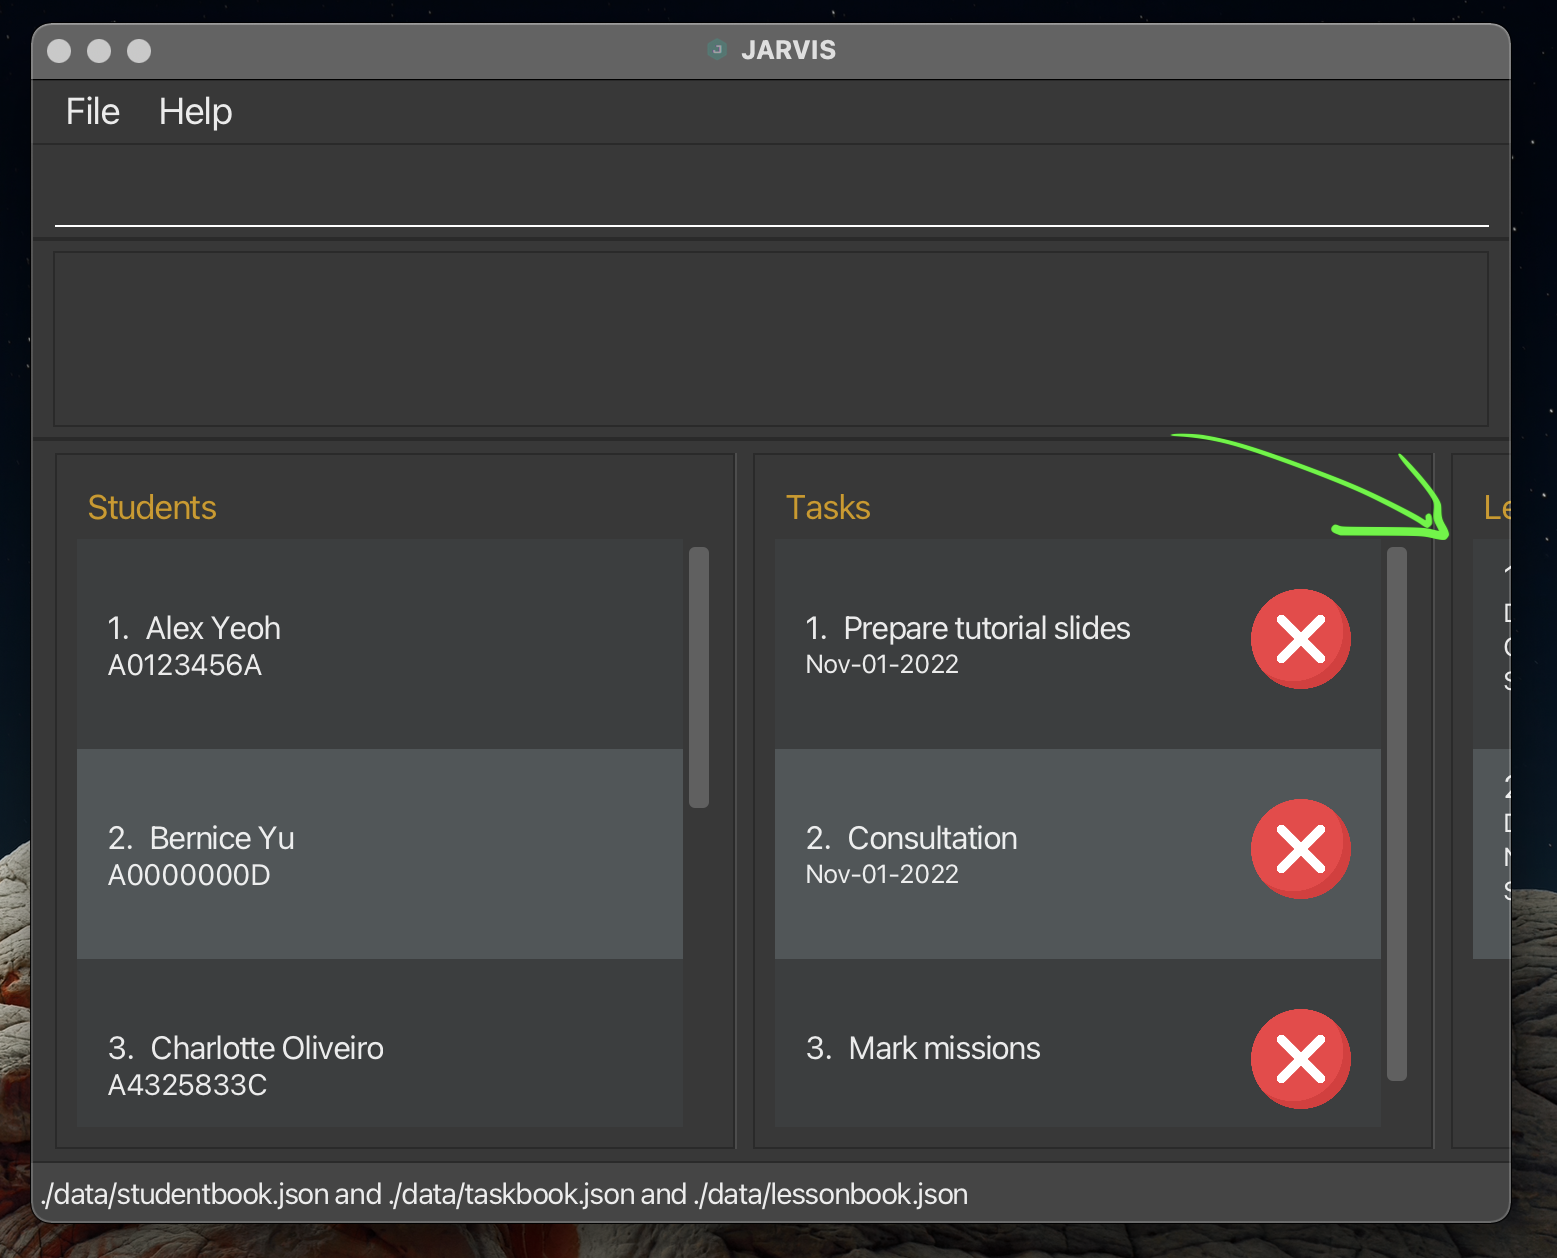 JARVIS
File Help
Students
1. Alex Yeoh
A0123456A
2. Bernice Yu
A0000000D
3. Charlotte Oliveiro
A4325833C
Tasks
1. Prepare tutorial slides
Nov-01-2022
2. Consultation
Nov-01-2022
3. Mark missions
Le
./data/studentbook.json and ./data/taskbook.json and ./data/lessonbook.json